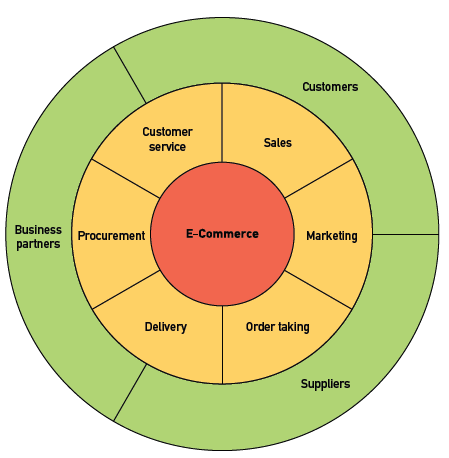 Customers
Customer
service
Sales
Business
partners
Procurement
E-Commerce
Marketing
Delivery
Order taking
Suppliers